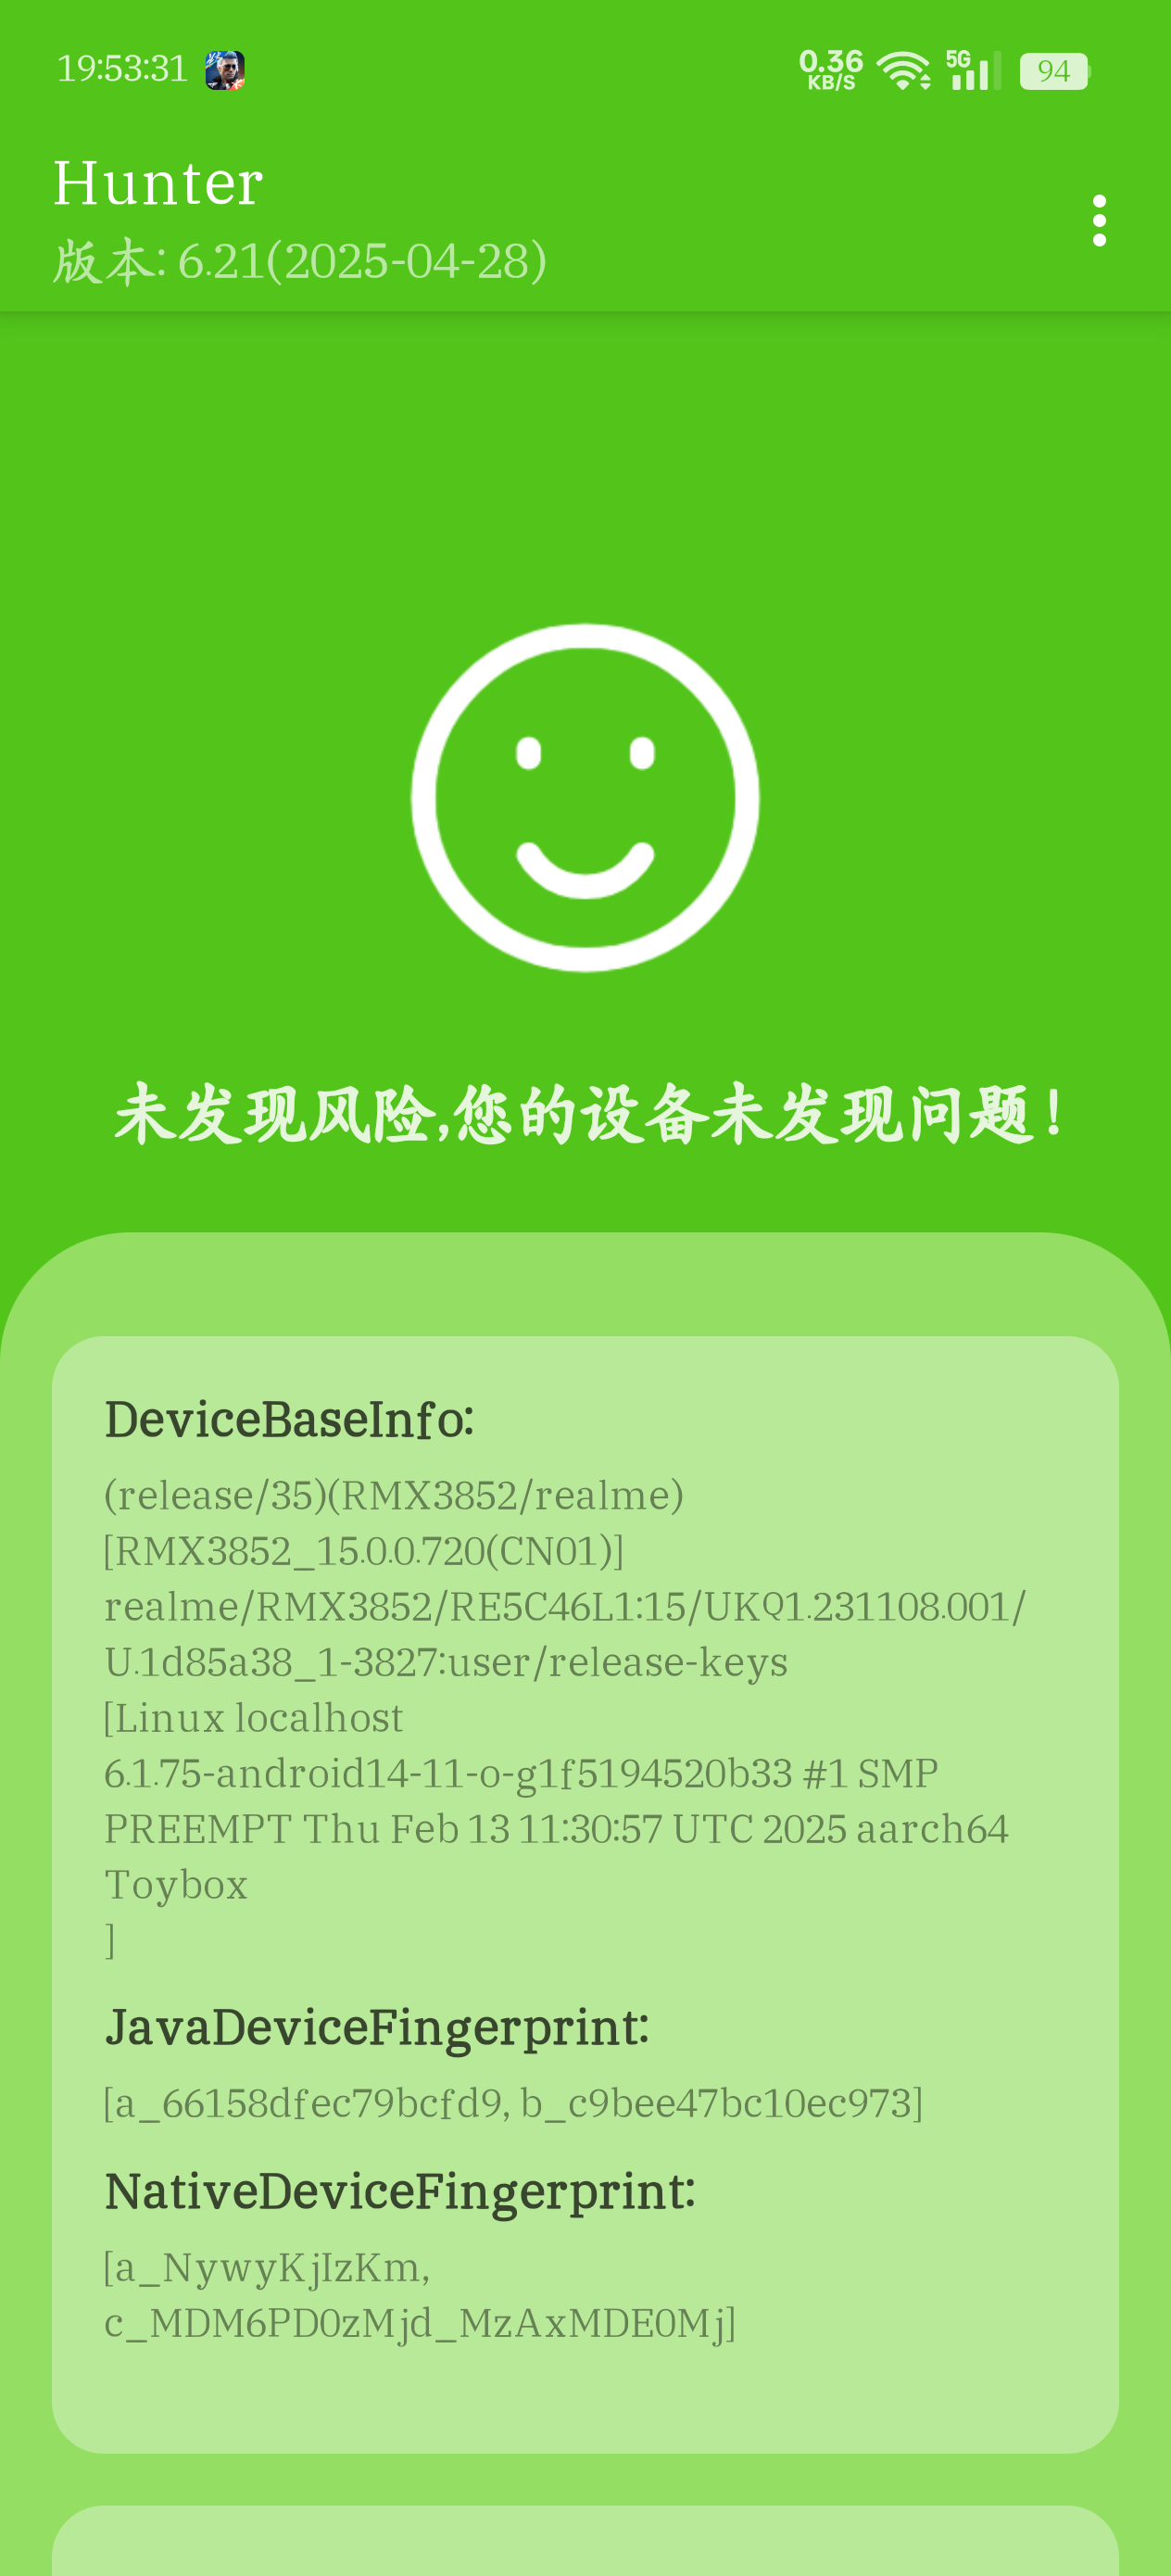 19:53:31
0.36
KB/S
5G
94
Hunter
版本: 6.21(2025-04-28)
未发现风险,您的设备未发现问题!
DeviceBaseInfo:
(release/35)(RMX3852/realme)
[RMX3852_15.0.0.720(CN01)]
realme/RMX3852/RE5C46L1:15/UKQ1.231108.001/
U.1d85a38_1-3827:user/release-keys
[Linux localhost
6.1.75-android14-11-o-g1f5194520b33 #1 SMP
PREEMPT Thu Feb 13 11:30:57 UTC 2025 aarch64
Toybox
]
JavaDeviceFingerprint:
[a_66158dfec79bcfd9, b_c9bee47bc10ec973]
NativeDeviceFingerprint:
[a_NywyKjIzKm,
c_MDM6PD0zMjd_MzAxMDE0Mj]